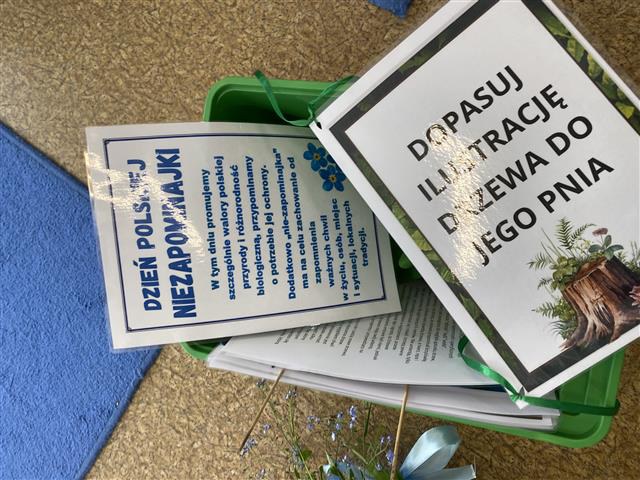 DZIEŃ POLSKIEJ
NIEZAPOMINAJKI
W tym dniu promujemy
szczególnie walory polskiej
przyrody i różnorodność
biologiczną, przypominamy
o potrzebie jej ochrony.
Dodatkowo „nie-zapominajka"
ma na celu zachowanie od
zapomnienia
ważnych chwil
w życiu, osób, miejsc
i sytuacji, lokalnych
tradycji.
DOPASUJ
ILUSTRACJĘ
DRZEWA DO
JEGO PNIA